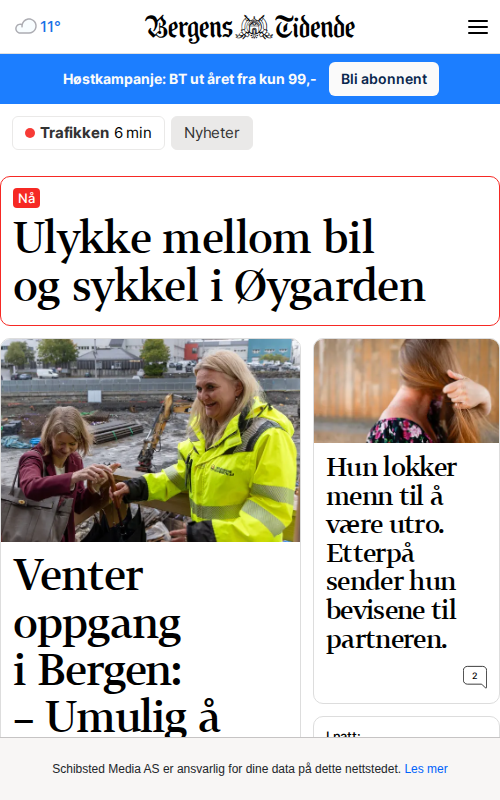 11°
Bergens Tidende
Høstkampanje: BT ut året fra kun 99,-
Bli abonnent
Trafikken 6 min
Nyheter
Nå
Ulykke mellom bil
og sykkel i Øygarden
Venter
oppgang
i Bergen:
– Umulig å
Hun lokker
menn til å
være utro.
Etterpå
sender hun
bevisene til
partneren.
2
I natt:
Schibsted Media AS er ansvarlig for dine data på dette nettstedet. Les mer